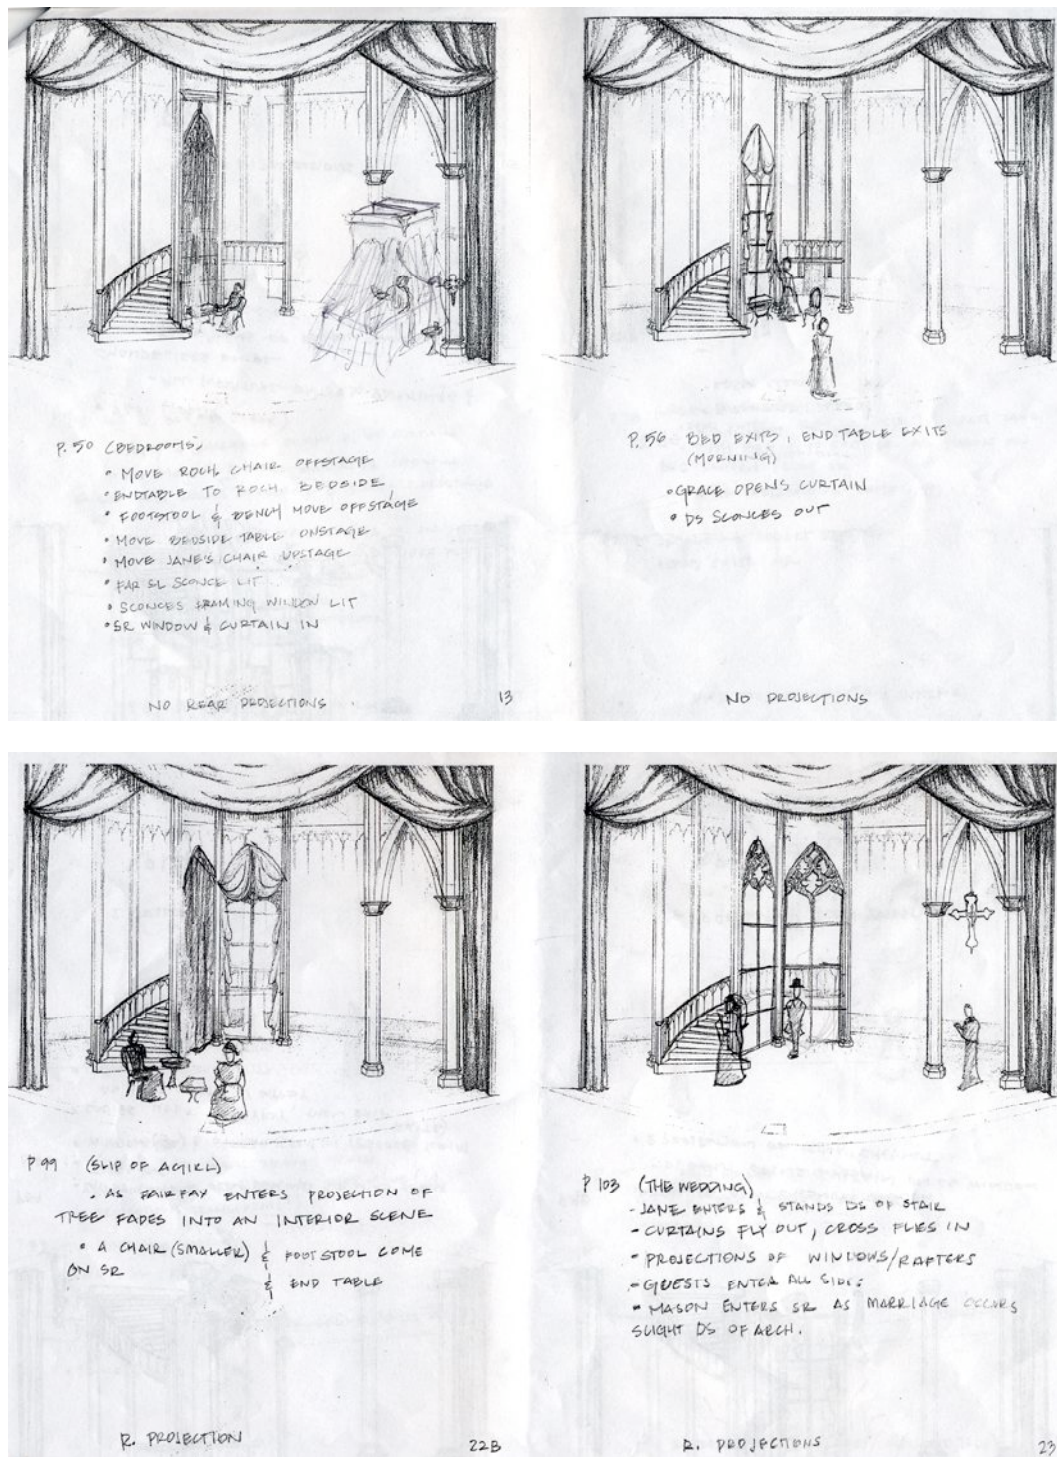 P. 50 (BEDROOMS)
• MOVE ROCH. CHAIR OFFSTAGE
• ENDTABLE TO ROCH. BEDSIDE
• FOOTSTOOL & BENCH MOVE OFFSTAGE
• MOVE BEDSIDE TABLE ONSTAGE
• MOVE JANE'S CHAIR UPSTAGE
• FAR SL SCONCE LIT
• SCONCES FRAMING WINDOW LIT
• SR WINDOW & CURTAIN IN
NO REAR PROJECTIONS
13
P. 56 BED EXITS, END TABLE EXITS
(MORNING)
• GRACE OPENS CURTAIN
• DS SCONCES OUT
NO PROJECTIONS
P 99 (SLIP OF A GIRL)
• AS FAIRFAX ENTERS PROJECTION OF
TREE FADES INTO AN INTERIOR SCENE
• A CHAIR (SMALLER) & FOOTSTOOL COME
ON SR & END TABLE
R. PROJECTION
22B
P 103 (THE WEDDING)
- JANE ENTERS & STANDS DS OF STAIR
- CURTAINS FLY OUT, CROSS FLIES IN
• PROJECTIONS OF WINDOWS/RAFTERS
- GUESTS ENTER ALL SIDES
• MASON ENTERS SR AS MARRIAGE OCCURS
SLIGHT DS OF ARCH.
R. PROJECTIONS
23